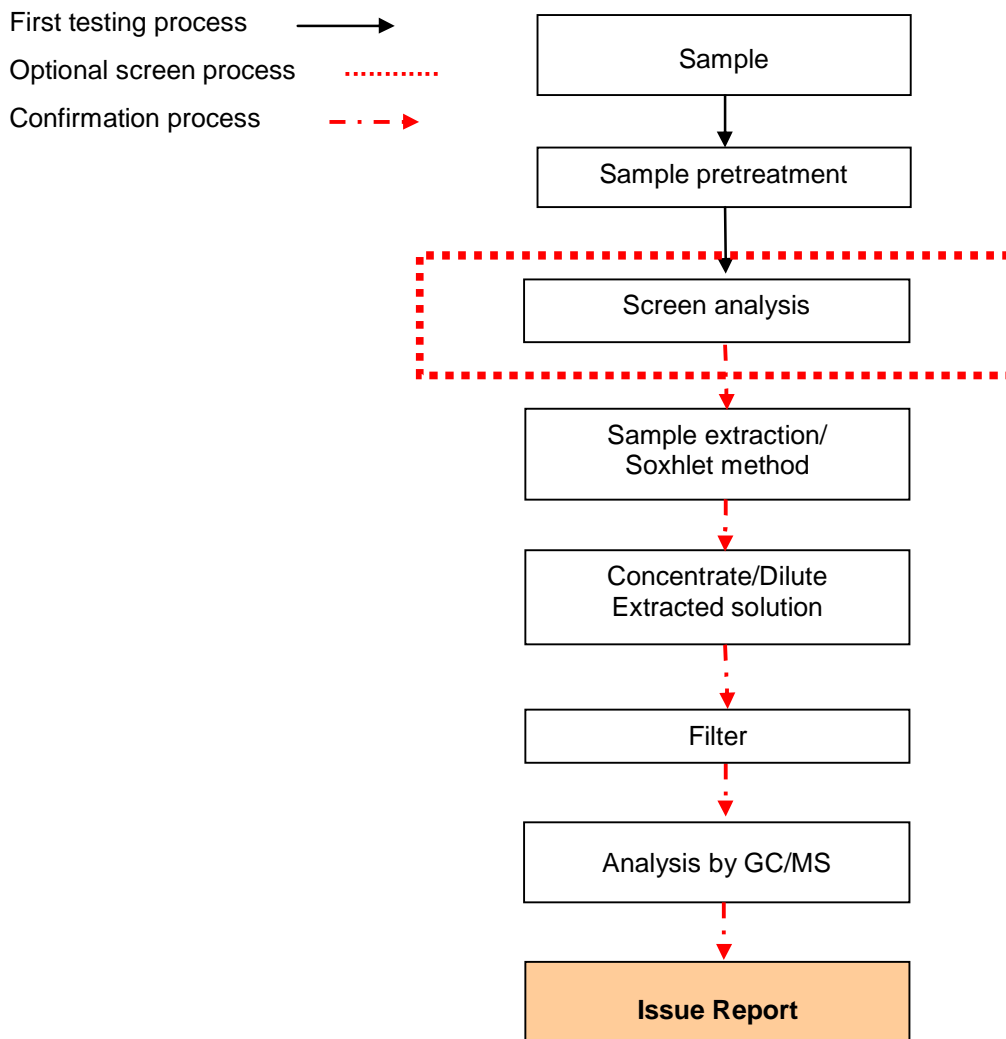 First testing process
Optional screen process
Confirmation process
Sample
Sample pretreatment
Screen analysis
Sample extraction/
Soxhlet method
Concentrate/Dilute
Extracted solution
Filter
Analysis by GC/MS
Issue Report